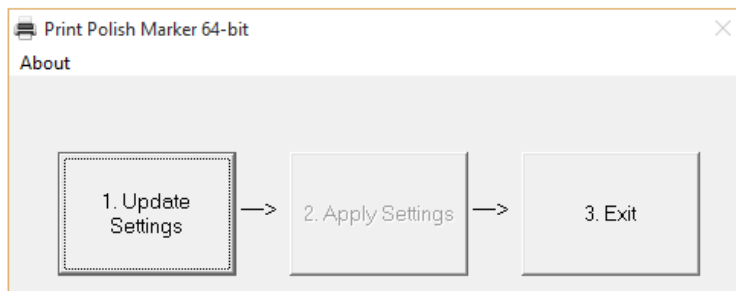 Print Polish Marker 64-bit
About
1. Update
Settings
--> 
2. Apply Settings
-->
3. Exit